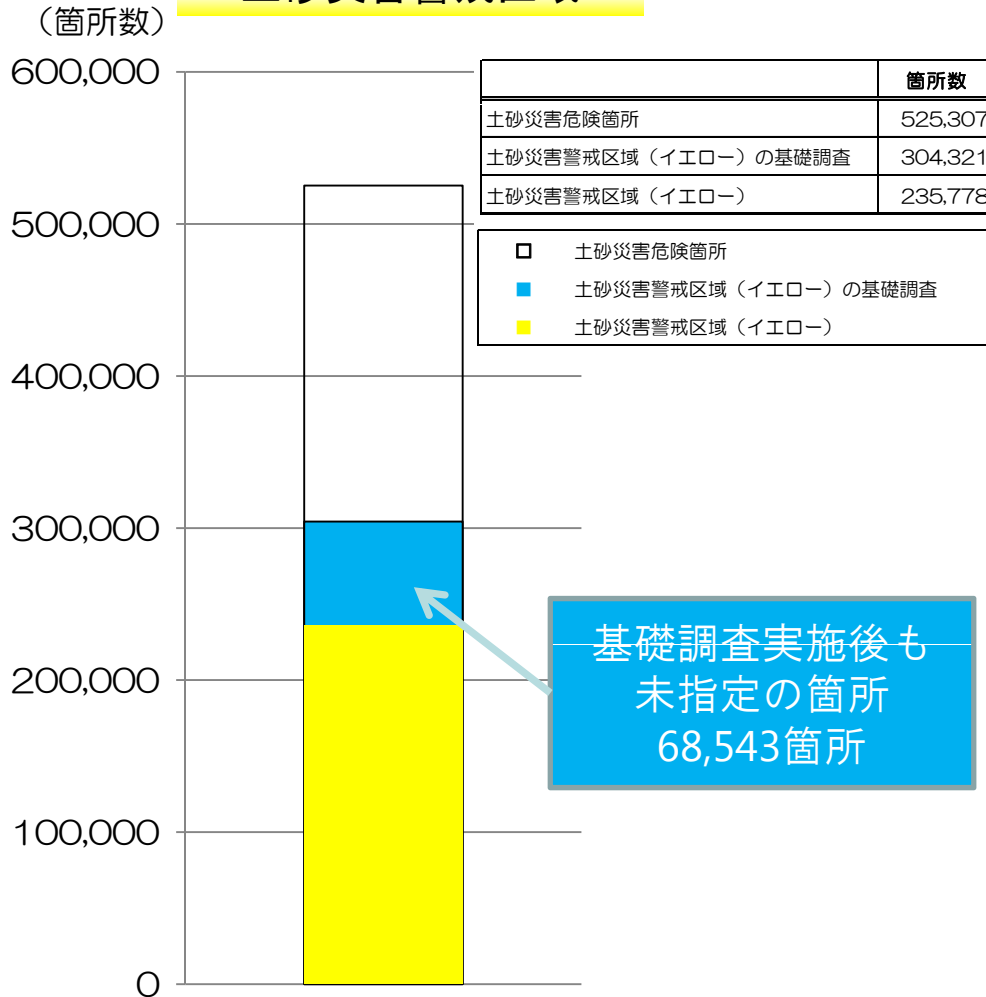 （箇所数）
600,000
500,000
400,000
300,000
200,000
100,000
0
箇所数
土砂災害危険箇所 525,307
土砂災害警戒区域（イエロー）の基礎調査 304,321
土砂災害警戒区域（イエロー） 235,778
土砂災害危険箇所
土砂災害警戒区域（イエロー）の基礎調査
土砂災害警戒区域（イエロー）
基礎調査実施後も
未指定の箇所
68,543箇所